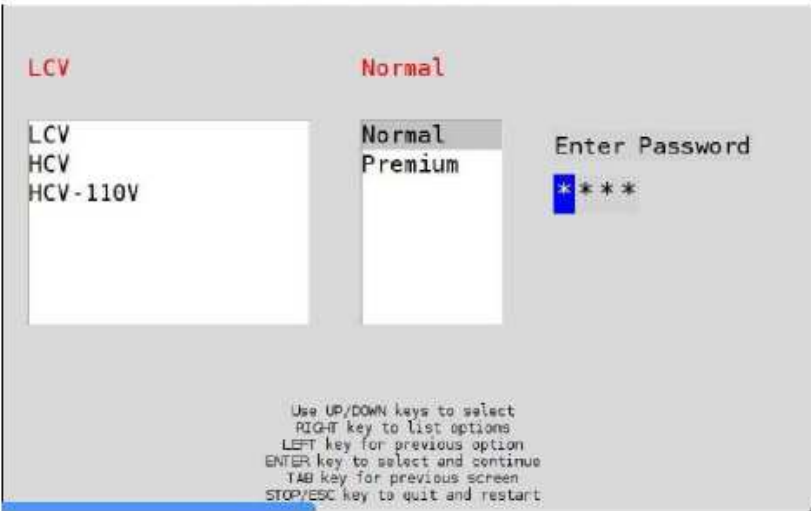 LCV
Normal
LCV
HCV
HCV-110V
Normal
Premium
Enter Password
****
Use UP/DOWN keys to select
RIGHT key to list options
LEFT key for previous option
ENTER key to select and continue
TAB key for previous screen
STOP/ESC key to quit and restart